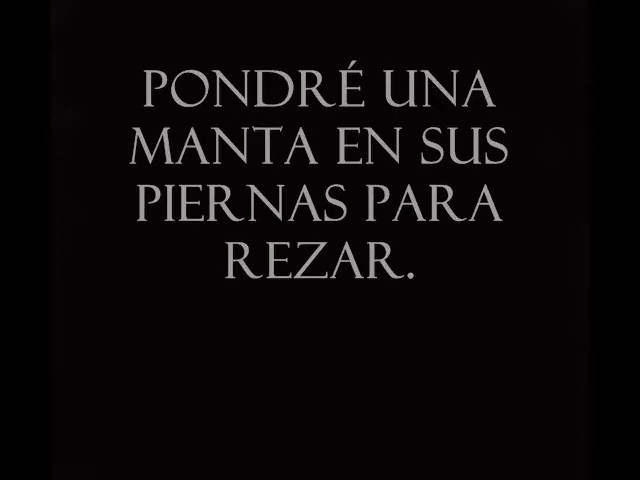 PONDRÉ UNA
MANTA EN SUS
PIERNAS PARA
REZAR.